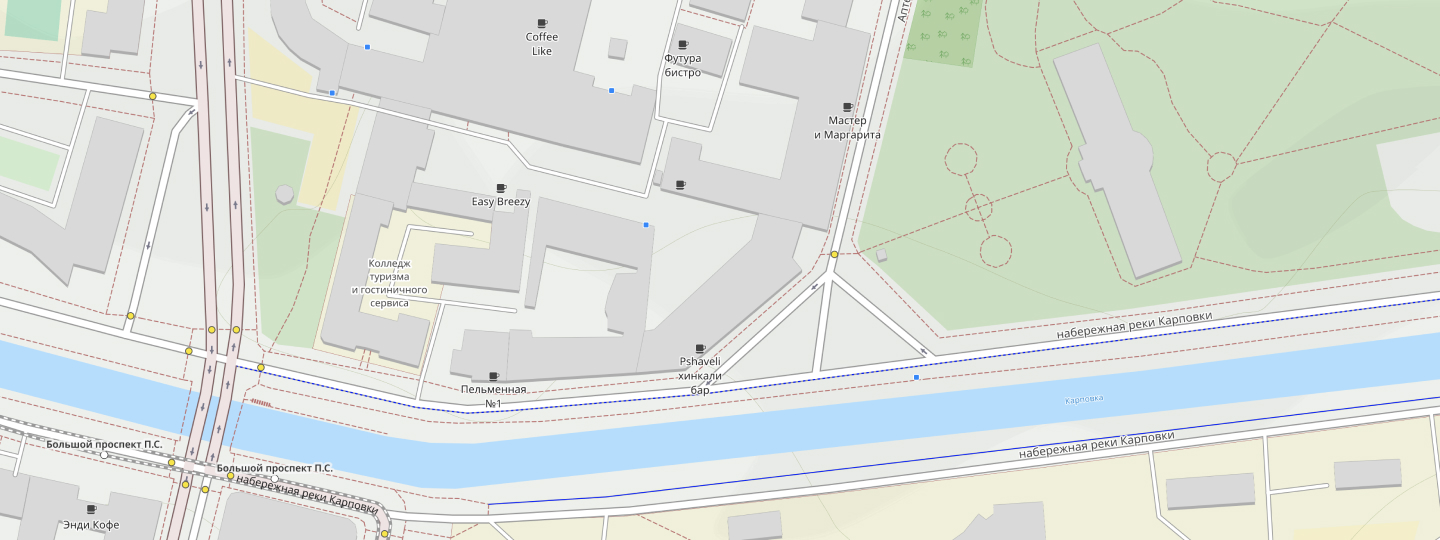 Апте
Coffee
Like
Футура
бистро
Мастер
и Маргарита
Easy Breezy
Колледж
туризма
и гостиничного
сервиса
набережная реки Карповки
Pshaveli
хинкали
бар
Пельменная
№1
Карповка
набережная реки Карповки
Большой проспект П.С.
Большой проспект П.С.
набережная реки Карповки
Энди Кофе